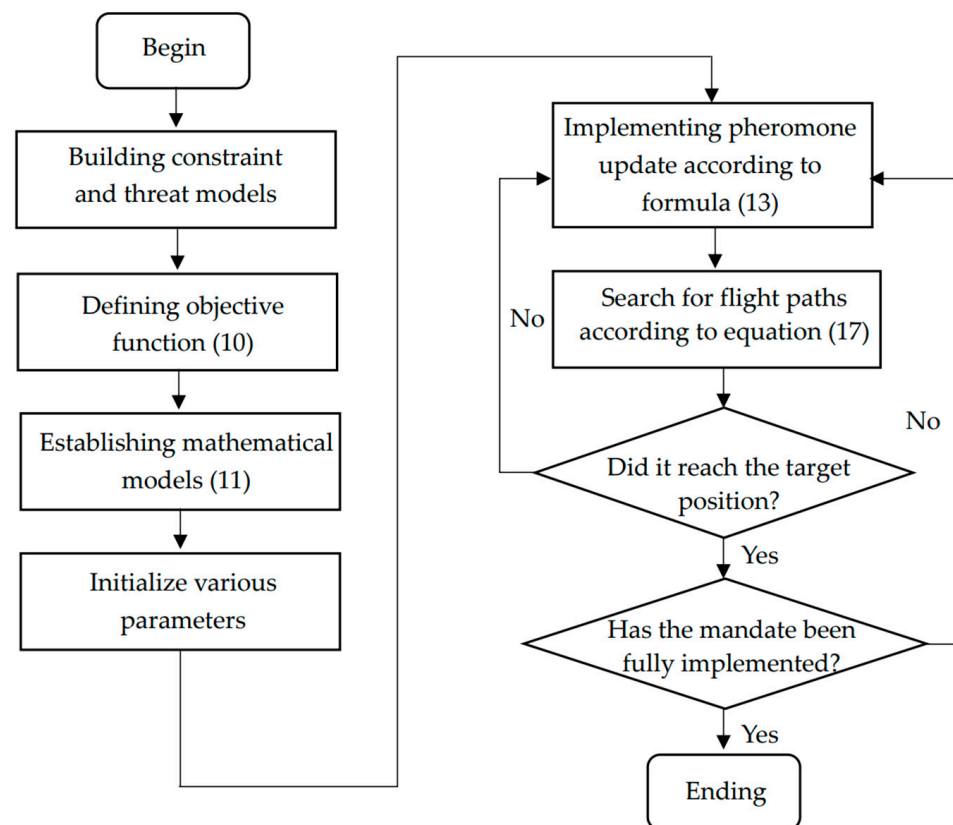 Begin
Building constraint
and threat models
Defining objective
function (10)
Establishing mathematical
models (11)
Initialize various
parameters
Implementing pheromone
update according to
formula (13)
Search for flight paths
according to equation (17)
No
No
Did it reach the target
position?
Yes
Has the mandate been
fully implemented?
Yes
Ending